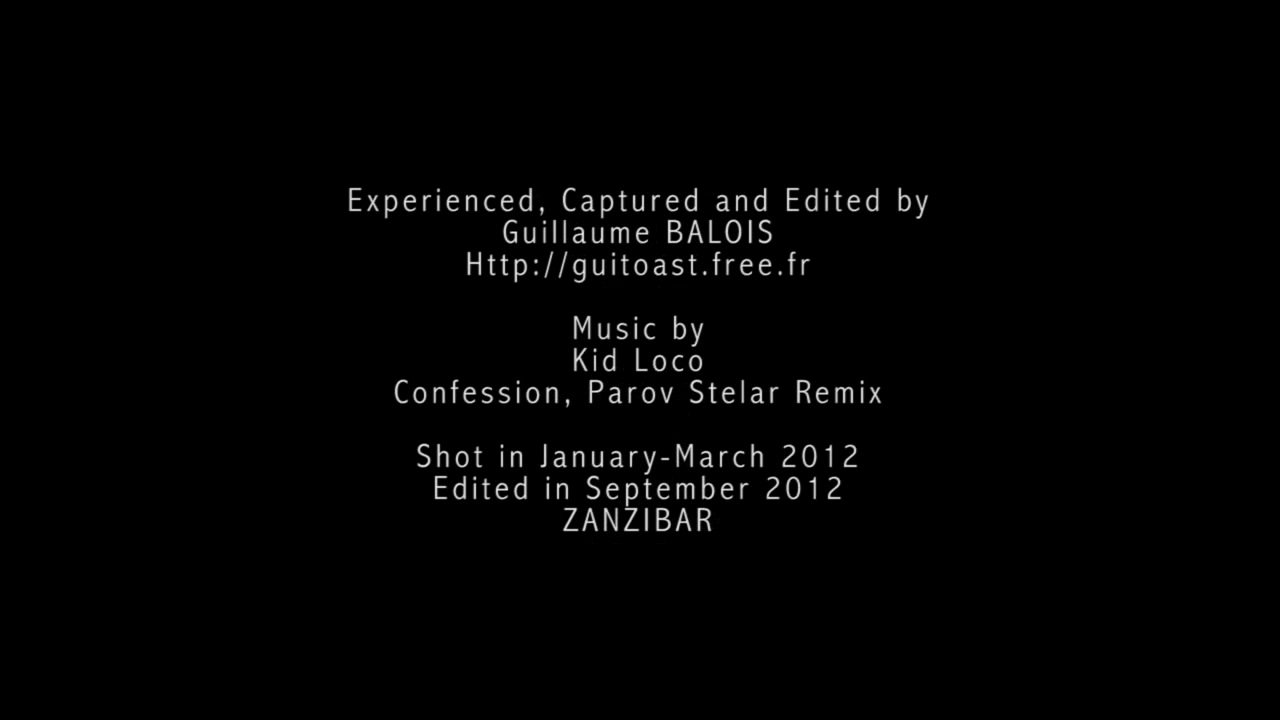 Experienced, Captured and Edited by
Guillaume BALOIS
Http://guitoast.free.fr
Music by
Kid Loco
Confession, Parov Stelar Remix
Shot in January-March 2012
Edited in September 2012
ZANZIBAR